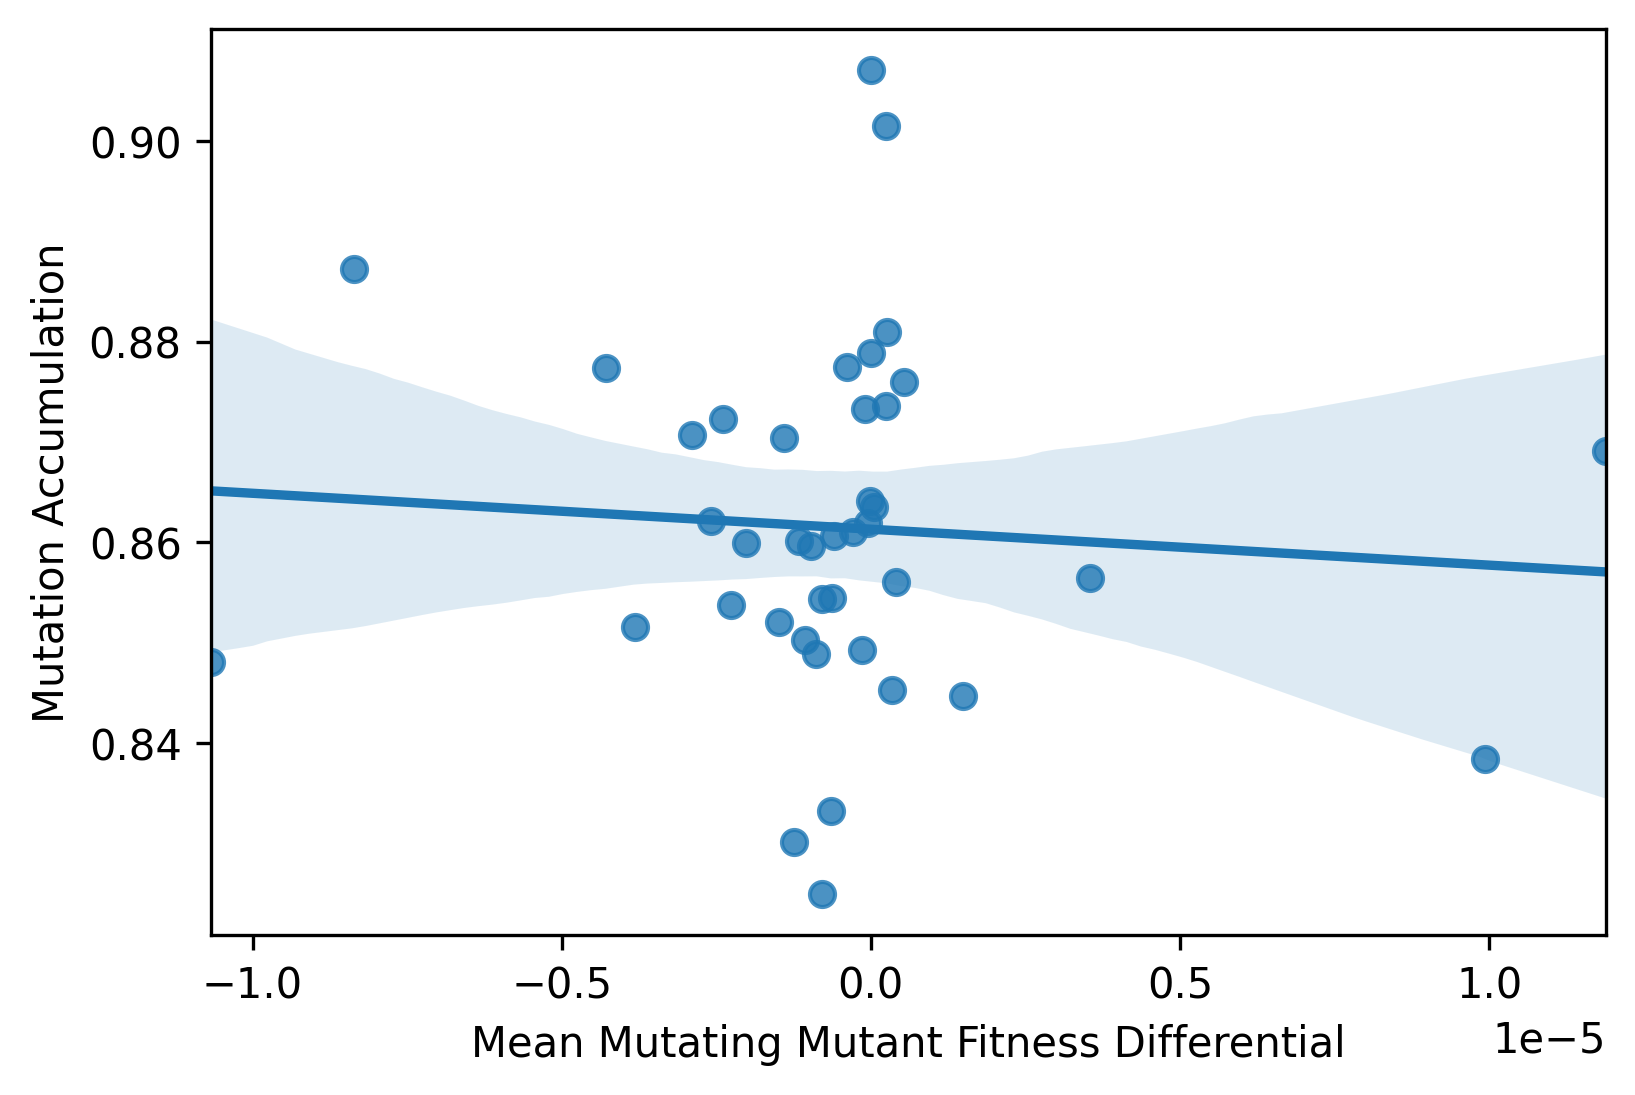 Mutation Accumulation
0.90
0.88
0.86
0.84
−1.0 −0.5 0.0 0.5 1.0
1e−5
Mean Mutating Mutant Fitness Differential